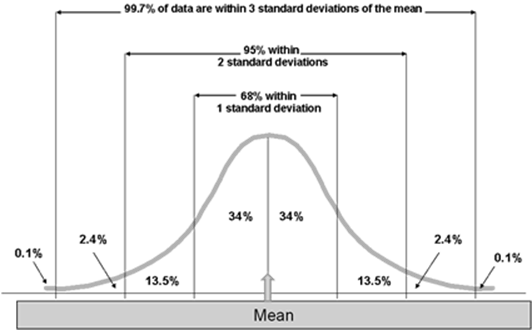 99.7% of data are within 3 standard deviations of the mean
95% within
2 standard deviations
68% within
1 standard deviation
34% 34%
2.4% 2.4%
0.1% 0.1%
13.5% 13.5%
Mean